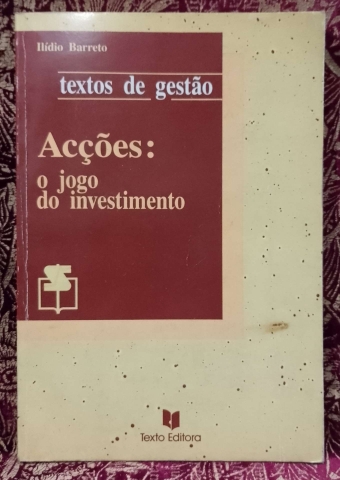 Ilídio Barreto
textos de gestão
Acções:
o jogo
do investimento
Texto Editora